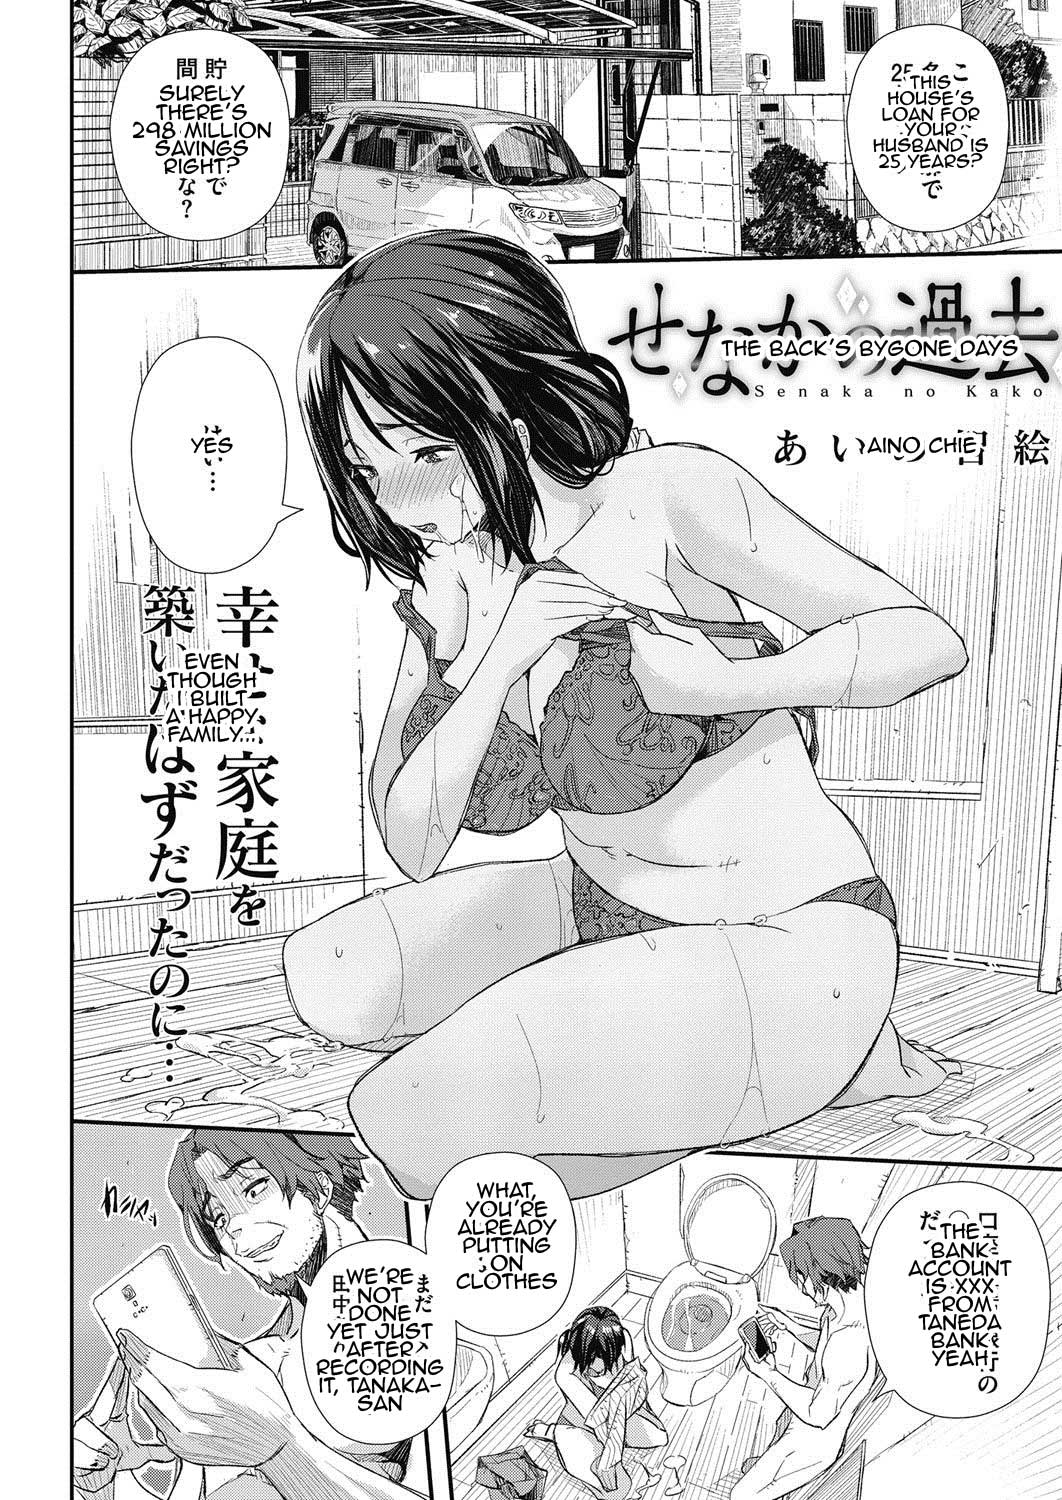 THIS
HOUSE'S
LOAN FOR
YOUR
HUSBAND IS
25 YEARS?
25
こ
で
間 貯
SURELY
THERE'S
298 MILLION
SAVINGS
RIGHT?
で
な?
せなかの過去
THE BACK'S BYGONE DAYS
Senaka no Kako
あい
AINO CHIE
絵
YES
…
幸
家庭を
築い
はずだったのに…
EVEN
THOUGH
I BUILT
A HAPPY
FAMILY...
WHAT,
YOU'RE
ALREADY
PUTTING
ON
CLOTHES
まだ
WE'RE
NOT
DONE
YET JUST
AFTER
RECORDING
IT, TANAKA-
SAN
THE
BANK
ACCOUNT
IS XXX
FROM
TANEDA
BANK
YEAH
の
だ
の